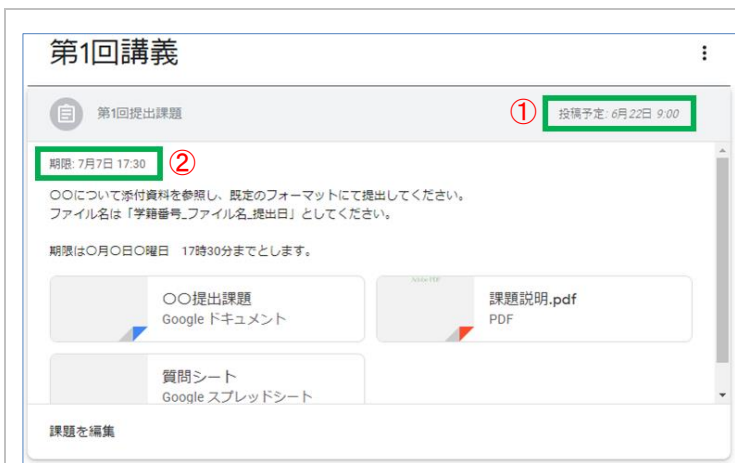 第1回講義
第1回提出課題
① 投稿予定: 6月22日 9:00
期限: 7月7日 17:30 ②
〇〇について添付資料を参照し、既定のフォーマットにて提出してください。
ファイル名は「学籍番号_ファイル名_提出日」としてください。
期限は〇月〇日〇曜日 17時30分までとします。
〇〇提出課題
Google ドキュメント
課題説明.pdf
PDF
質問シート
Google スプレッドシート
課題を編集